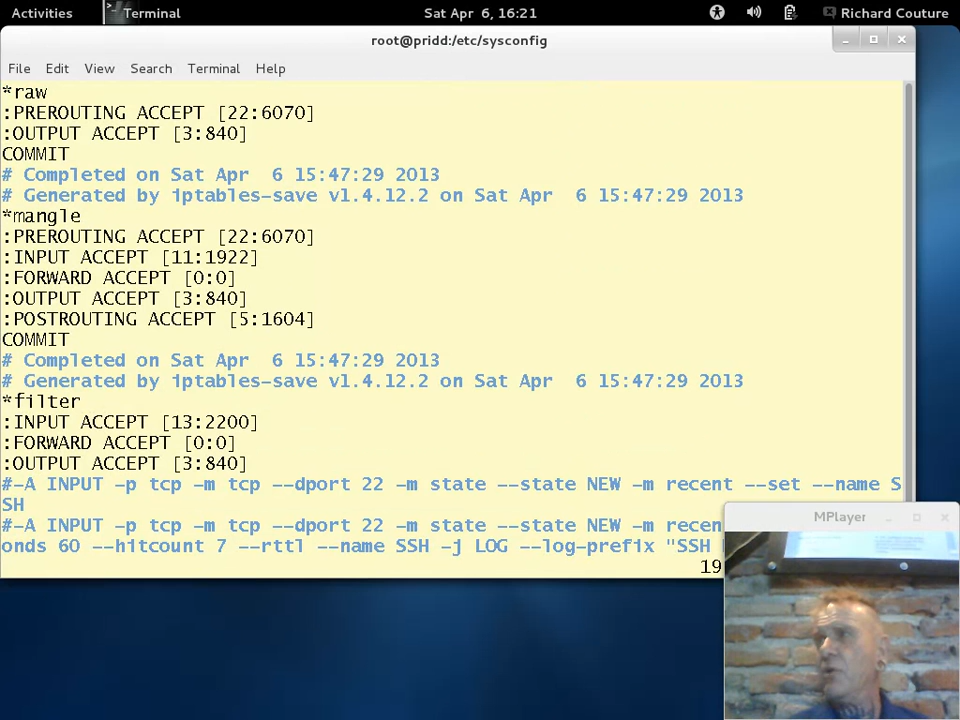 Activities
Terminal
Sat Apr 6, 16:21
Richard Couture
root@pridd:/etc/sysconfig
File Edit View Search Terminal Help
*raw
:PREROUTING ACCEPT [22:6070]
:OUTPUT ACCEPT [3:840]
COMMIT
# Completed on Sat Apr  6 15:47:29 2013
# Generated by iptables-save v1.4.12.2 on Sat Apr  6 15:47:29 2013
*mangle
:PREROUTING ACCEPT [22:6070]
:INPUT ACCEPT [11:1922]
:FORWARD ACCEPT [0:0]
:OUTPUT ACCEPT [3:840]
:POSTROUTING ACCEPT [5:1604]
COMMIT
# Completed on Sat Apr  6 15:47:29 2013
# Generated by iptables-save v1.4.12.2 on Sat Apr  6 15:47:29 2013
*filter
:INPUT ACCEPT [13:2200]
:FORWARD ACCEPT [0:0]
:OUTPUT ACCEPT [3:840]
#-A INPUT -p tcp -m tcp --dport 22 -m state --state NEW -m recent --set --name S
SH
#-A INPUT -p tcp -m tcp --dport 22 -m state --state NEW -m recen
onds 60 --hitcount 7 --rttl --name SSH -j LOG --log-prefix "SSH
19
MPlayer